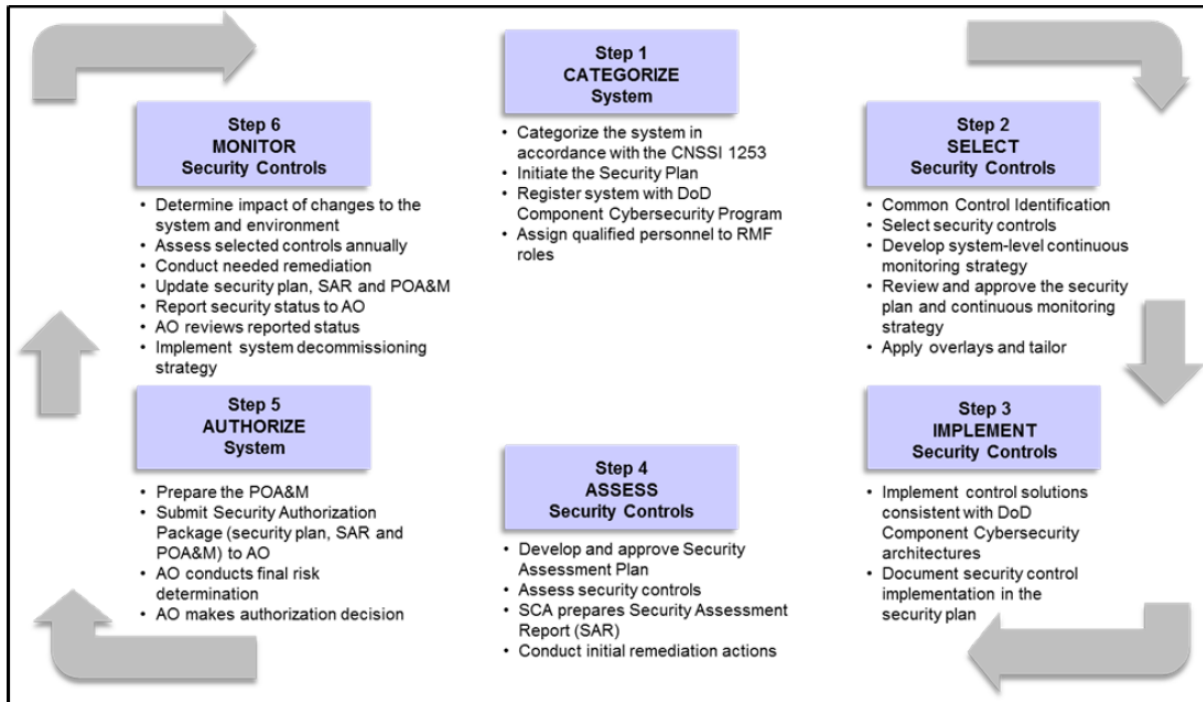 Step 1
CATEGORIZE
System
• Categorize the system in
accordance with the CNSSI 1253
• Initiate the Security Plan
• Register system with DoD
Component Cybersecurity Program
• Assign qualified personnel to RMF
roles
Step 2
SELECT
Security Controls
• Common Control Identification
• Select security controls
• Develop system-level continuous
monitoring strategy
• Review and approve the security
plan and continuous monitoring
strategy
• Apply overlays and tailor
Step 3
IMPLEMENT
Security Controls
• Implement control solutions
consistent with DoD
Component Cybersecurity
architectures
• Document security control
implementation in the
security plan
Step 4
ASSESS
Security Controls
• Develop and approve Security
Assessment Plan
• Assess security controls
• SCA prepares Security Assessment
Report (SAR)
• Conduct initial remediation actions
Step 5
AUTHORIZE
System
• Prepare the POA&M
• Submit Security Authorization
Package (security plan, SAR and
POA&M) to AO
• AO conducts final risk
determination
• AO makes authorization decision
Step 6
MONITOR
Security Controls
• Determine impact of changes to the
system and environment
• Assess selected controls annually
• Conduct needed remediation
• Update security plan, SAR and POA&M
• Report security status to AO
• AO reviews reported status
• Implement system decommissioning
strategy